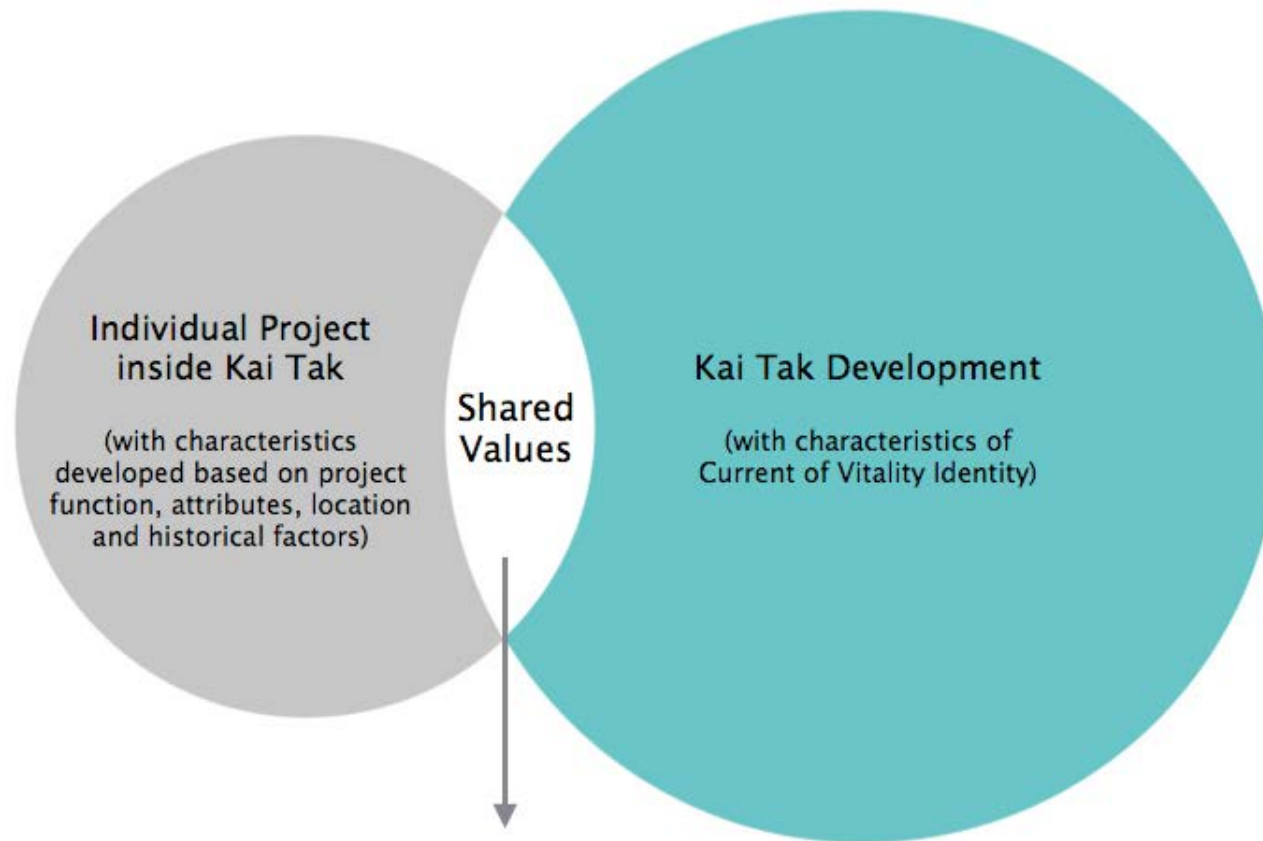 Individual Project
inside Kai Tak
(with characteristics
developed based on project
function, attributes, location
and historical factors)
Shared
Values
Kai Tak Development
(with characteristics of
Current of Vitality Identity)